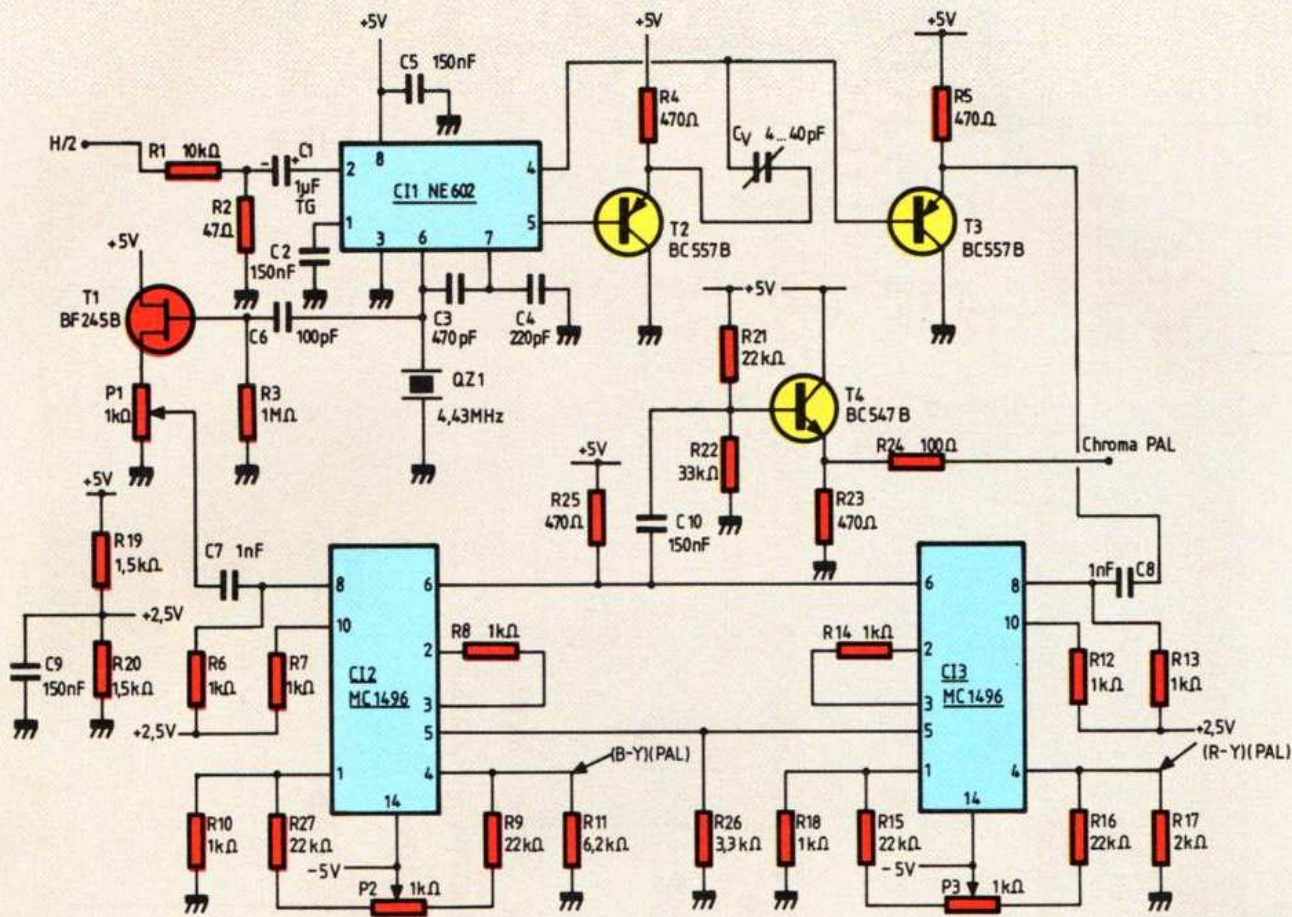 +5V
C5 150nF
H/2
R1 10kΩ
- + C1
1µF
TG
R2
47Ω
2
8
4
CI1 NE602
1
5
3
6
7
C2
150nF
+5V
R4
470Ω
CV 4...40pF
T2
BC557B
+5V
R5
470Ω
T3
BC557B
+5V
T1
BF245B
C6
100pF
C3
470pF
C4
220pF
P1
1kΩ
R3
1MΩ
QZ1
4,43MHz
+5V
R21
22kΩ
T4
BC547B
R22
33kΩ
R24 100Ω
Chroma PAL
R23
470Ω
+5V
R25
470Ω
C10
150nF
+5V
R19
1,5kΩ
+2,5V
C9
150nF
R20
1,5kΩ
C7 1nF
R6
1kΩ
R7
1kΩ
+2,5V
8
6
10
2
CI2
MC1496
3
5
1
4
14
R8 1kΩ
R14 1kΩ
6
8
10
2
CI3
MC1496
3
5
1
4
14
1nF C8
R12
1kΩ
R13
1kΩ
+2,5V
(B-Y)(PAL)
(R-Y)(PAL)
R10
1kΩ
R27
22kΩ
-5V
P2 1kΩ
R9
22kΩ
R11
6,2kΩ
R26
3,3kΩ
R18
1kΩ
R15
22kΩ
-5V
P3 1kΩ
R16
22kΩ
R17
2kΩ